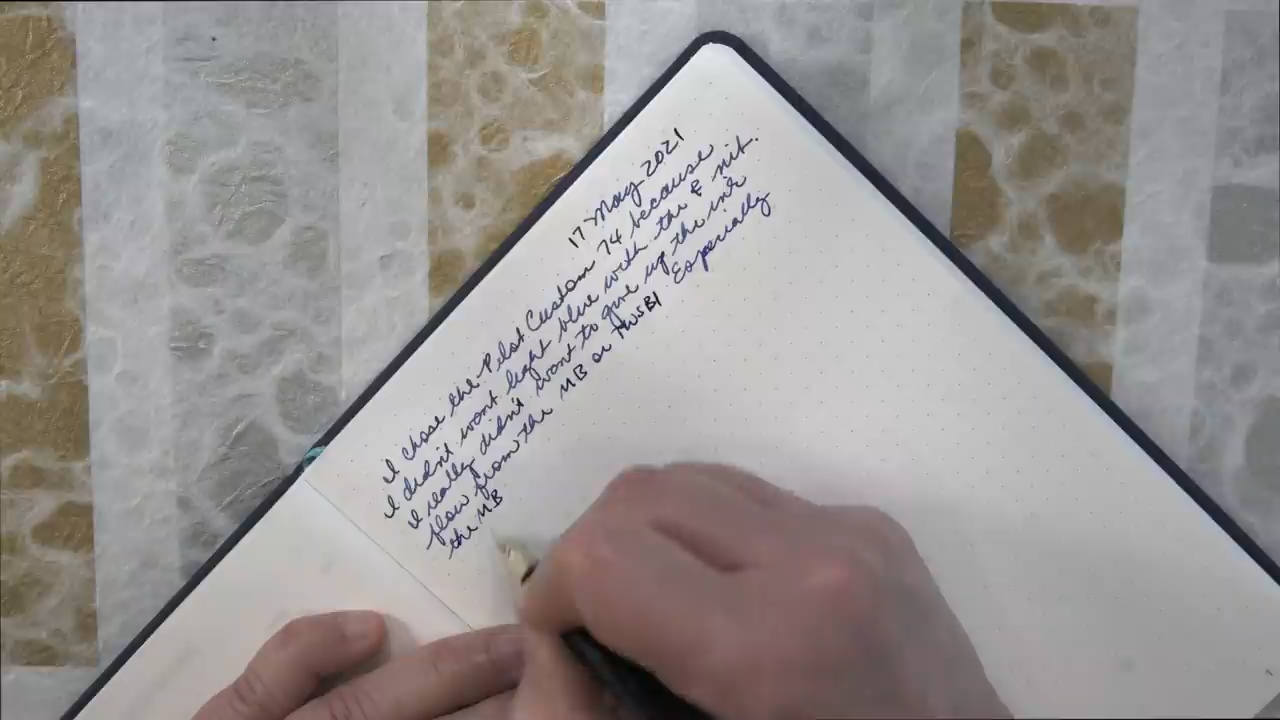 17 May 2021
I chose the Pilot Custom 74 because
I didn't want light blue with the F nib.
I really didn't want to give up the ink
flow from the MB or TWSBI Especially
the MB